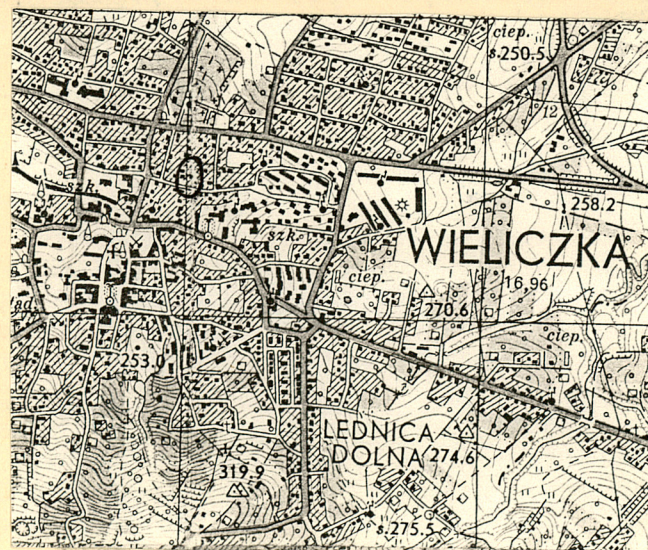 ciep.
s.250.5
12
szk.
258.2
WIELICZKA
szk.
16,96
ciep.
270.6
ciep.
253.0
LEDNICA
DOLNA 274.6
319.9
s.275.5